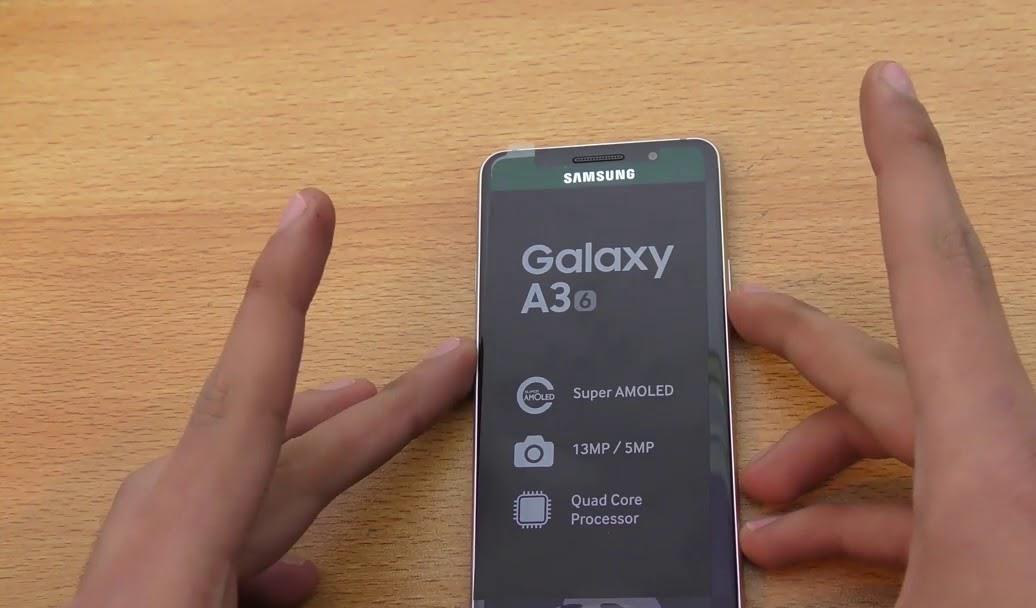 SAMSUNG
Galaxy
A3 6
SUPER
AMOLED
Super AMOLED
13MP / 5MP
Quad Core
Processor